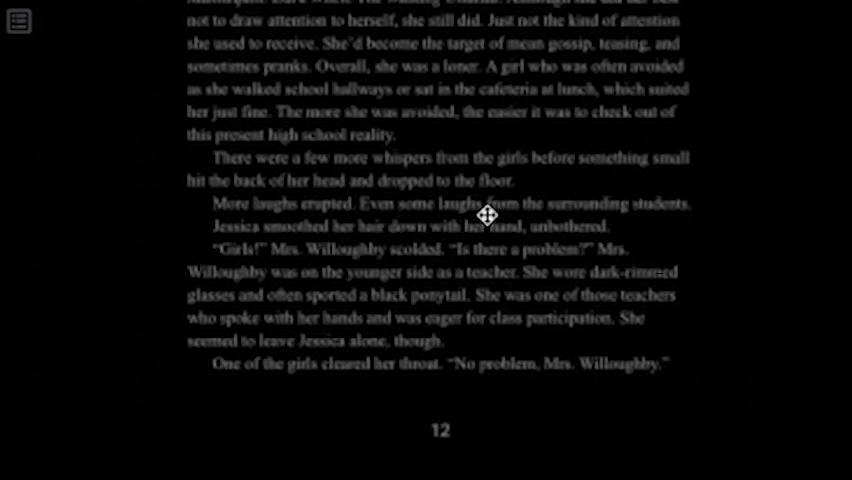 not to draw attention to herself, she still did. Just not the kind of attention
she used to receive. She'd become the target of mean gossip, teasing, and
sometimes pranks. Overall, she was a loner. A girl who was often avoided
as she walked school hallways or sat in the cafeteria at lunch, which suited
her just fine. The more she was avoided, the easier it was to check out of
this present high school reality.
There were a few more whispers from the girls before something small
hit the back of her head and dropped to the floor.
More laughs erupted. Even some laughs from the surrounding students.
Jessica smoothed her hair down with her hand, unbothered.
“Girls!” Mrs. Willoughby scolded. “Is there a problem?” Mrs.
Willoughby was on the younger side as a teacher. She wore dark-rimmed
glasses and often sported a black ponytail. She was one of those teachers
who spoke with her hands and was eager for class participation. She
seemed to leave Jessica alone, though.
One of the girls cleared her throat. “No problem, Mrs. Willoughby.”
12